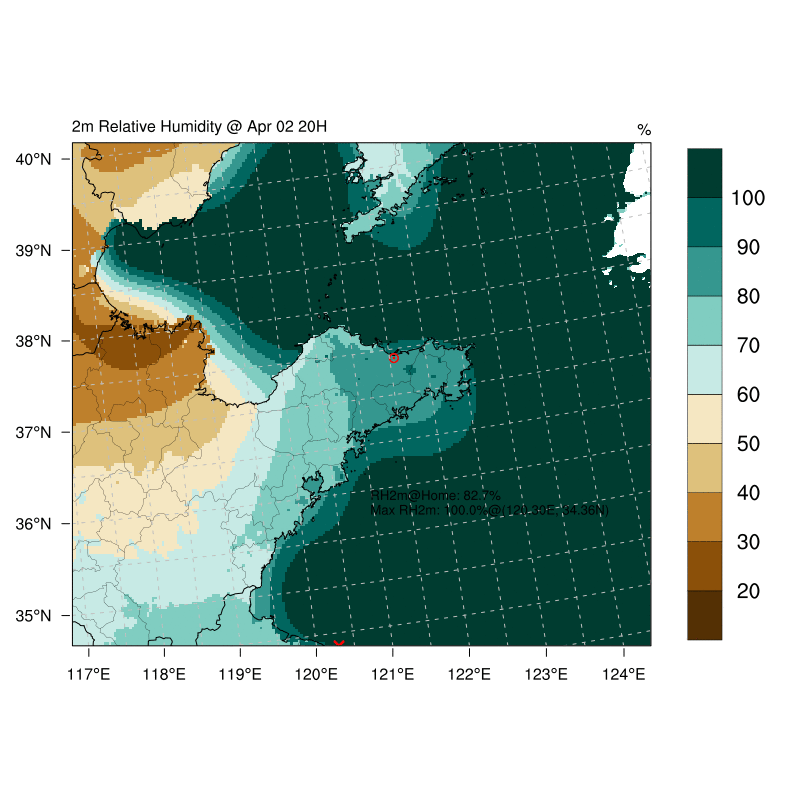 2m Relative Humidity @ Apr 02 20H
%
40°N
39°N
38°N
37°N
36°N
35°N
117°E
118°E
119°E
120°E
121°E
122°E
123°E
124°E
RH2m@Home: 82.7%
Max RH2m: 100.0%@(120.30E, 34.36N)
100
90
80
70
60
50
40
30
20